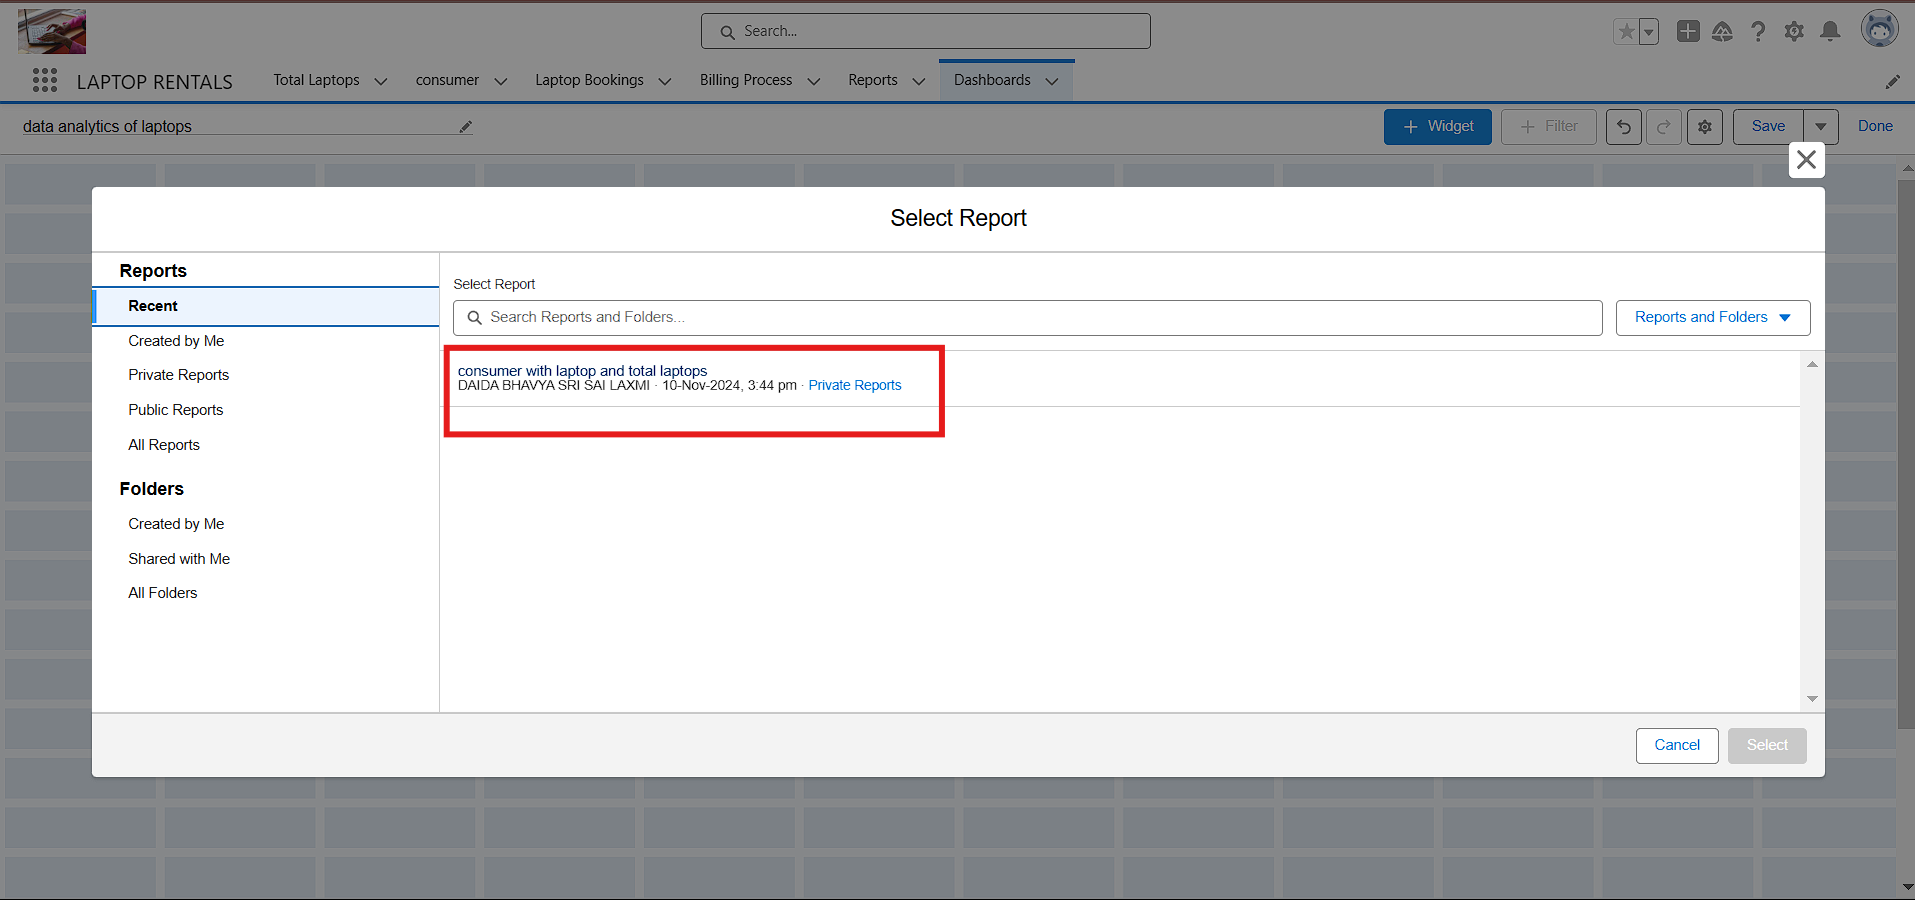 Search...
LAPTOP RENTALS Total Laptops consumer Laptop Bookings Billing Process Reports Dashboards
data analytics of laptops
Widget Filter Save Done
Select Report
Reports
Recent
Created by Me
Private Reports
Public Reports
All Reports
Folders
Created by Me
Shared with Me
All Folders
Select Report
Search Reports and Folders...
Reports and Folders
consumer with laptop and total laptops
DAIDA BHAVYA SRI SAI LAXMI · 10-Nov-2024, 3:44 pm · Private Reports
Cancel Select